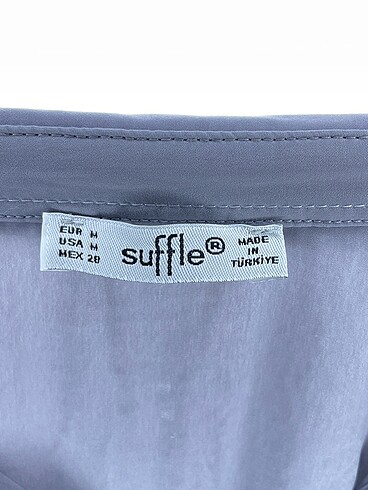 EUR M
USA M
MEX 28
suffle®
MADE
IN
TÜRKİYE